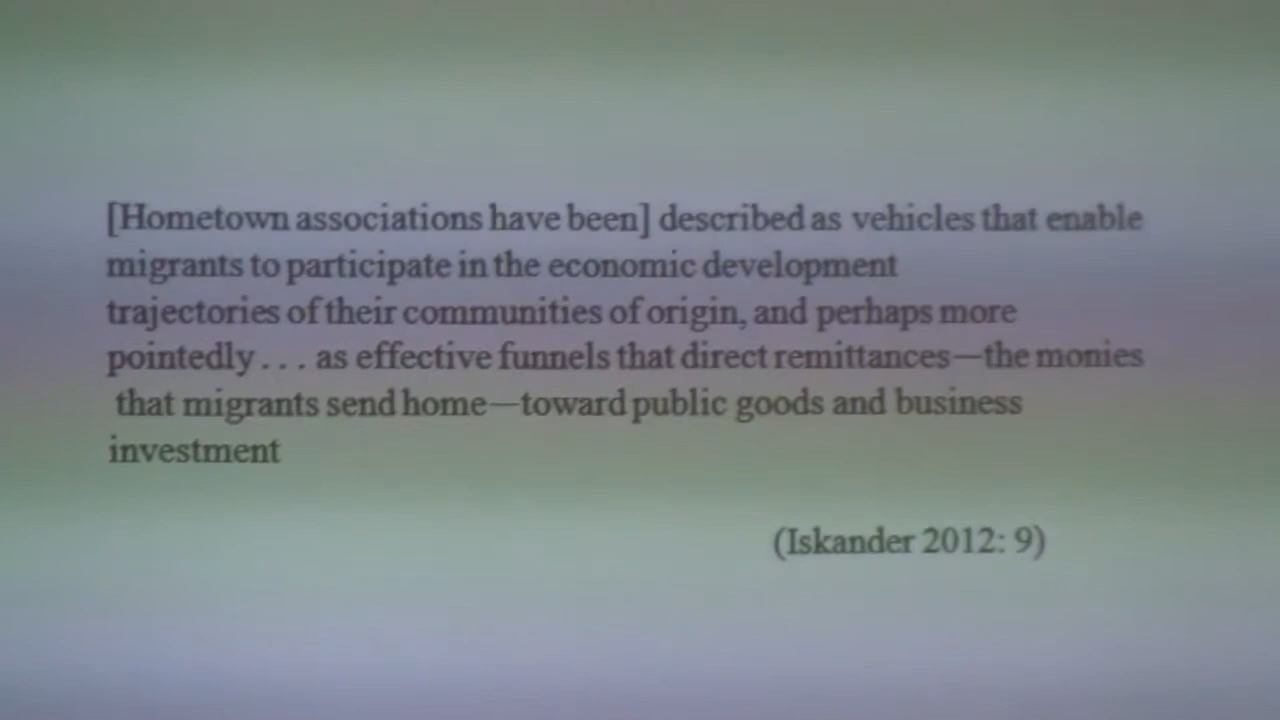 [Hometown associations have been] described as vehicles that enable
migrants to participate in the economic development
trajectories of their communities of origin, and perhaps more
pointedly . . . as effective funnels that direct remittances—the monies
that migrants send home—toward public goods and business
investment
(Iskander 2012: 9)